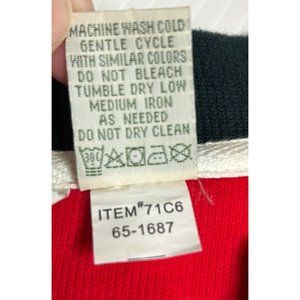 MACHINE WASH COLD
GENTLE CYCLE
WITH SIMILAR COLORS
DO NOT BLEACH
TUMBLE DRY LOW
MEDIUM IRON
AS NEEDED
DO NOT DRY CLEAN
ITEM#71C6
65-1687